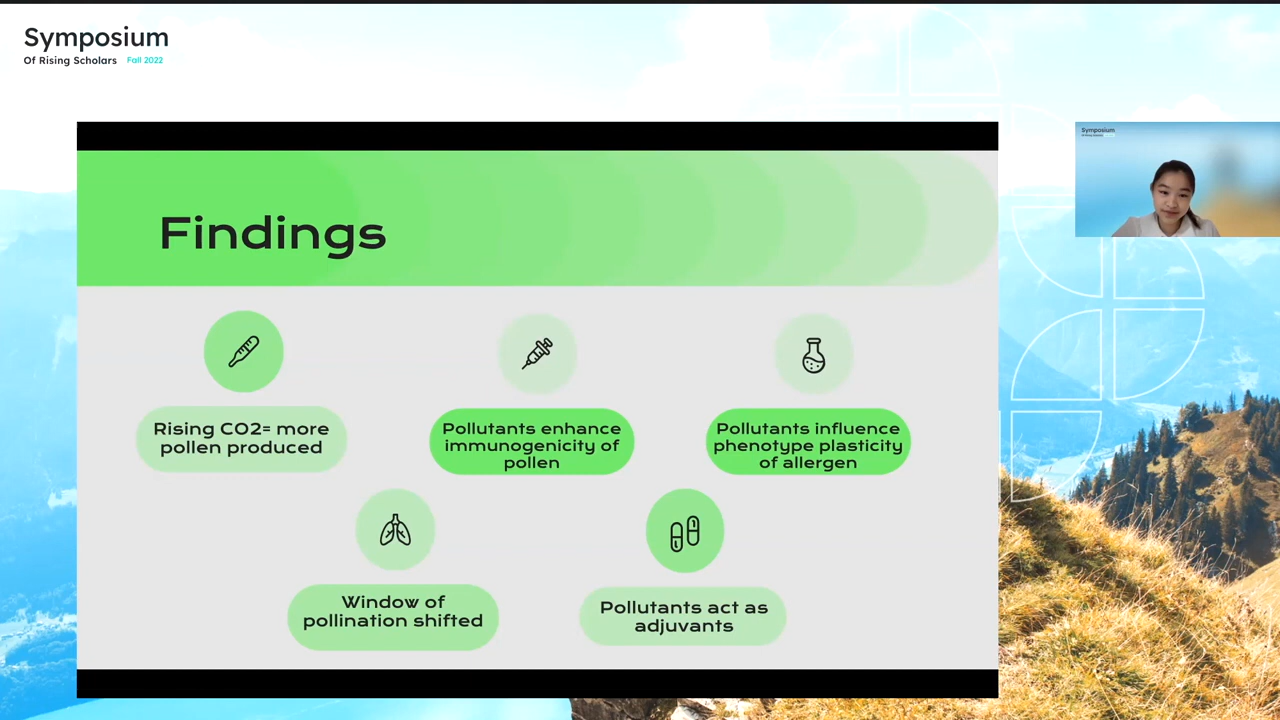 Symposium
Of Rising Scholars Fall 2022
Symposium
Findings
Rising CO2= more
pollen produced
Pollutants enhance
immunogenicity of
pollen
Pollutants influence
phenotype plasticity
of allergen
Window of
pollination shifted
Pollutants act as
adjuvants